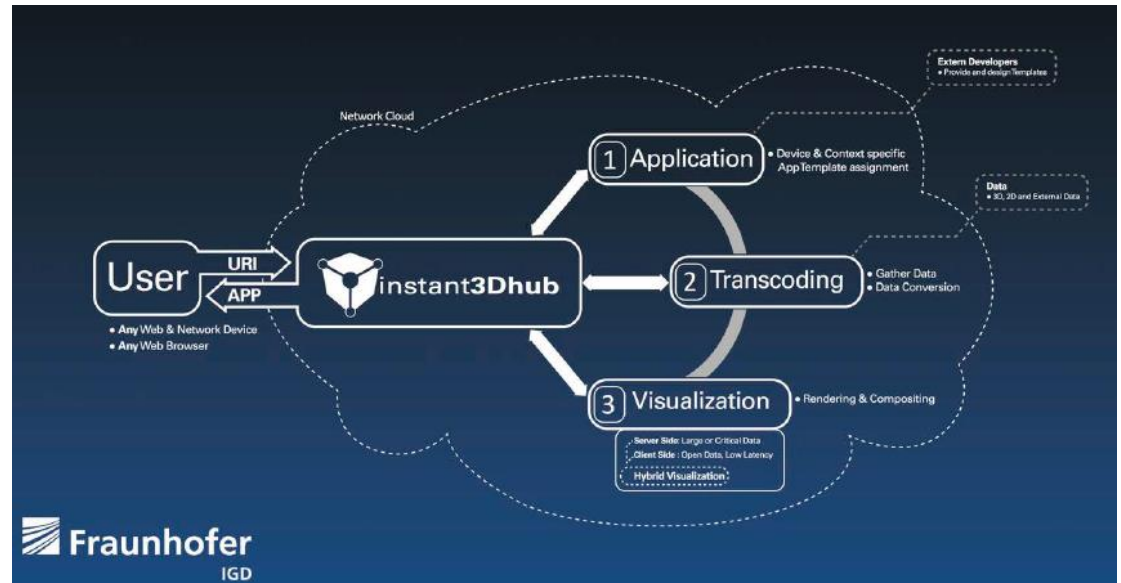 Extern Developers
• Provide and design Templates
Network Cloud
1 Application
• Device & Context specific
App Template assignment
Data
• 3D, 2D and External Data
User
URI
APP
instant3Dhub
2 Transcoding
• Gather Data
• Data Conversion
• Any Web & Network Device
• Any Web Browser
3 Visualization
• Rendering & Compositing
Server Side: Large or Critical Data
Client Side : Open Data, Low Latency
Hybrid Visualization
Fraunhofer
IGD